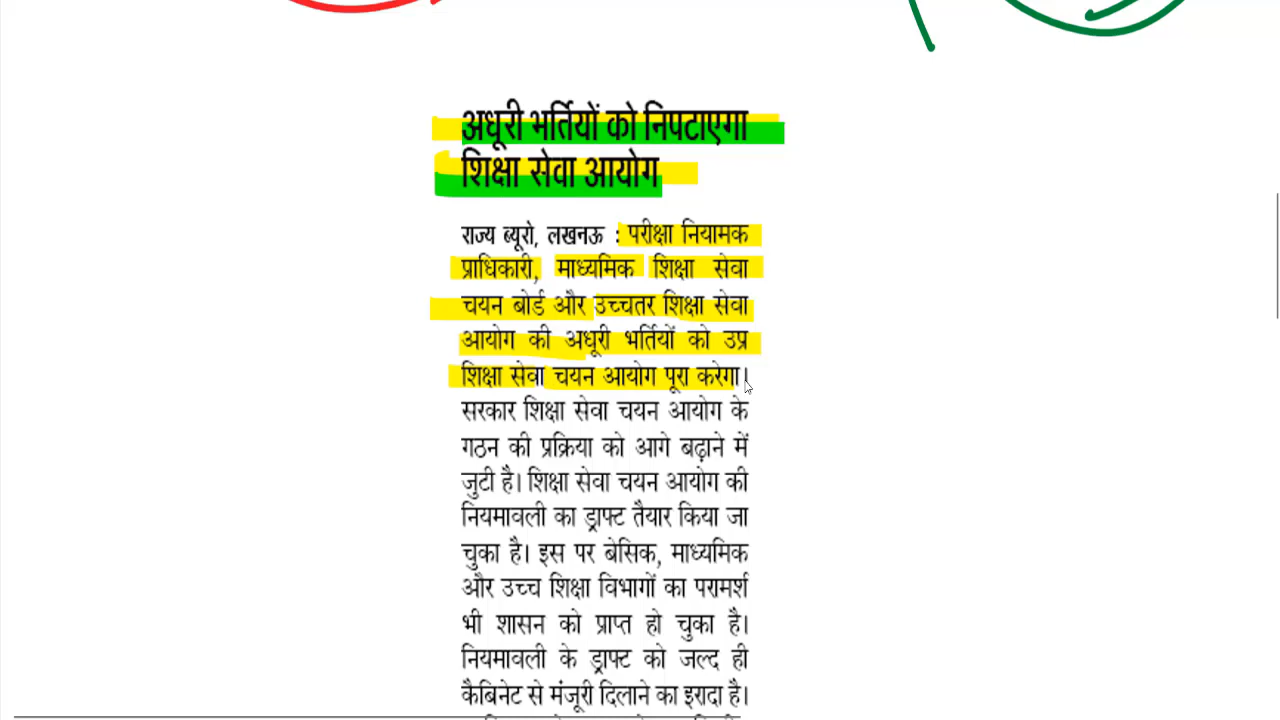 अधूरी भर्तियों को निपटाएगा
शिक्षा सेवा आयोग
राज्य ब्यूरो, लखनऊ : परीक्षा नियामक
प्राधिकारी, माध्यमिक शिक्षा सेवा
चयन बोर्ड और उच्चतर शिक्षा सेवा
आयोग की अधूरी भर्तियों को उप्र
शिक्षा सेवा चयन आयोग पूरा करेगा।
सरकार शिक्षा सेवा चयन आयोग के
गठन की प्रक्रिया को आगे बढ़ाने में
जुटी है। शिक्षा सेवा चयन आयोग की
नियमावली का ड्राफ्ट तैयार किया जा
चुका है। इस पर बेसिक, माध्यमिक
और उच्च शिक्षा विभागों का परामर्श
भी शासन को प्राप्त हो चुका है।
नियमावली के ड्राफ्ट को जल्द ही
कैबिनेट से मंजूरी दिलाने का इरादा है।